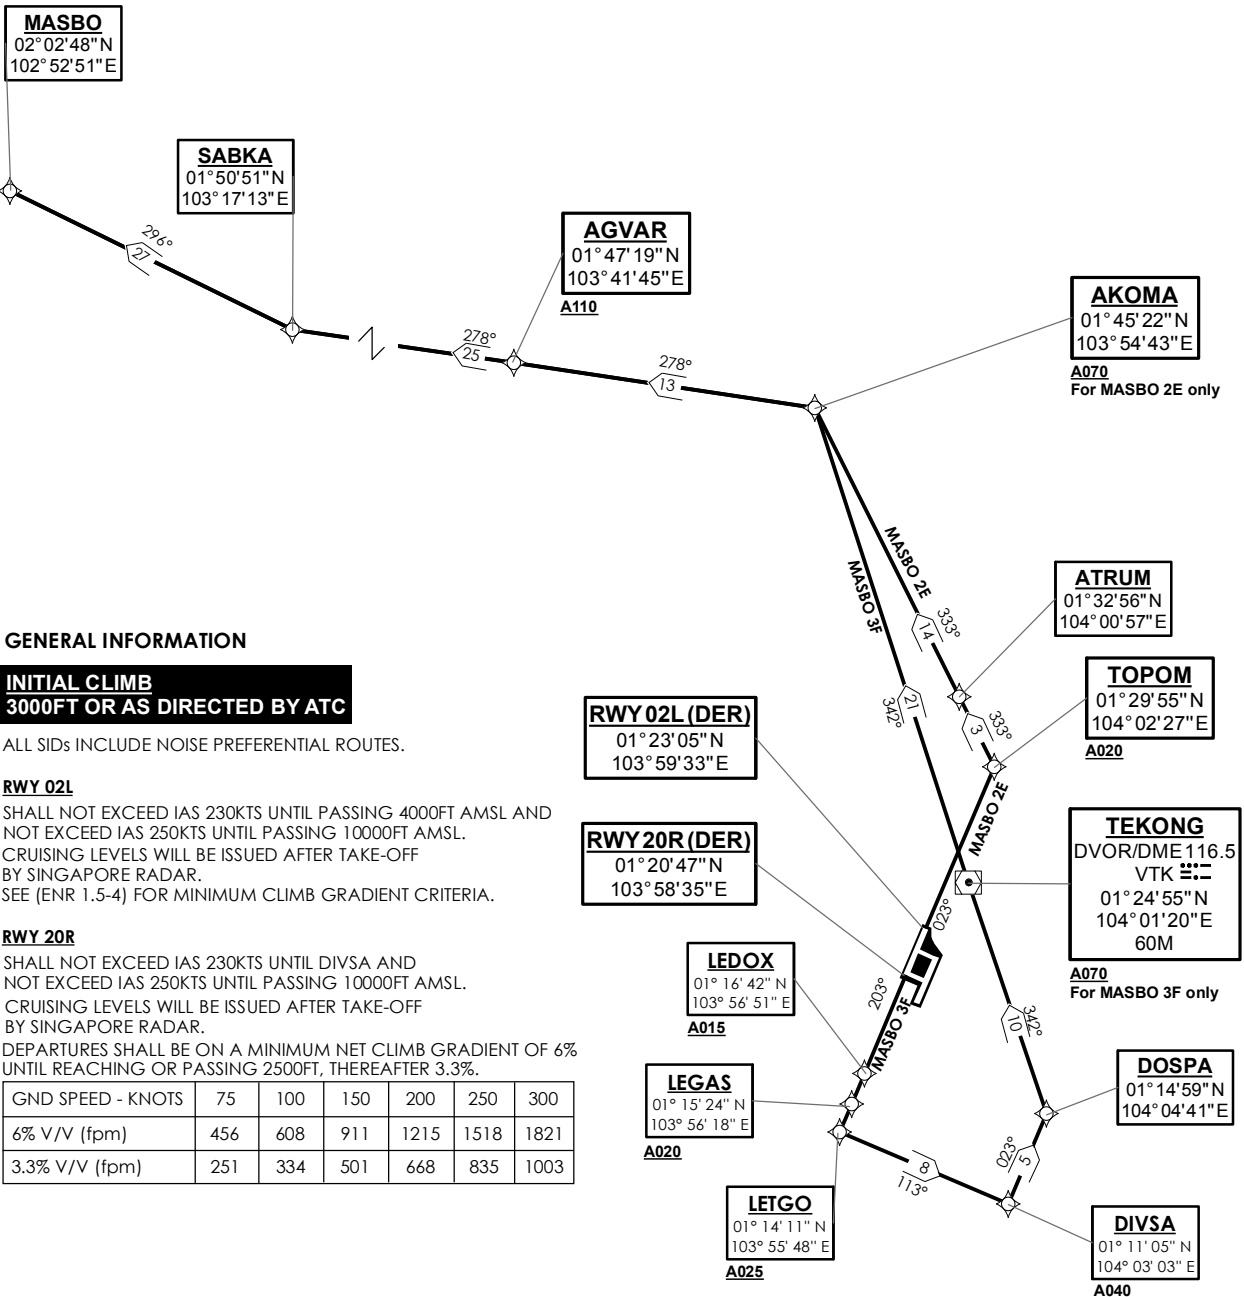 MASBO
02°02'48"N
102°52'51"E
SABKA
01°50'51"N
103°17'13"E
AGVAR
01°47'19"N
103°41'45"E
A110
AKOMA
01°45'22"N
103°54'43"E
A070
For MASBO 2E only
296°
27
278°
25
278°
13
MASBO 2E
MASBO 3F
333°
14
ATRUM
01°32'56"N
104°00'57"E
TOPOM
01°29'55"N
104°02'27"E
A020
21
342°
333°
3
GENERAL INFORMATION
INITIAL CLIMB
3000FT OR AS DIRECTED BY ATC
ALL SIDs INCLUDE NOISE PREFERENTIAL ROUTES.
RWY 02L
SHALL NOT EXCEED IAS 230KTS UNTIL PASSING 4000FT AMSL AND
NOT EXCEED IAS 250KTS UNTIL PASSING 10000FT AMSL.
CRUISING LEVELS WILL BE ISSUED AFTER TAKE-OFF
BY SINGAPORE RADAR.
SEE (ENR 1.5-4) FOR MINIMUM CLIMB GRADIENT CRITERIA.
RWY 20R
SHALL NOT EXCEED IAS 230KTS UNTIL DIVSA AND
NOT EXCEED IAS 250KTS UNTIL PASSING 10000FT AMSL.
CRUISING LEVELS WILL BE ISSUED AFTER TAKE-OFF
BY SINGAPORE RADAR.
DEPARTURES SHALL BE ON A MINIMUM NET CLIMB GRADIENT OF 6%
UNTIL REACHING OR PASSING 2500FT, THEREAFTER 3.3%.
GND SPEED - KNOTS 75 100 150 200 250 300
6% V/V (fpm) 456 608 911 1215 1518 1821
3.3% V/V (fpm) 251 334 501 668 835 1003
RWY 02L (DER)
01°23'05"N
103°59'33"E
RWY 20R (DER)
01°20'47"N
103°58'35"E
MASBO 2E
TEKONG
DVOR/DME 116.5
VTK
01°24'55"N
104°01'20"E
60M
A070
For MASBO 3F only
023°
203°
MASBO 3F
LEDOX
01° 16' 42" N
103° 56' 51" E
A015
LEGAS
01° 15' 24" N
103° 56' 18" E
A020
LETGO
01° 14' 11" N
103° 55' 48" E
A025
342°
10
DOSPA
01°14'59"N
104°04'41"E
8
113°
023°
5
DIVSA
01° 11' 05" N
104° 03' 03" E
A040